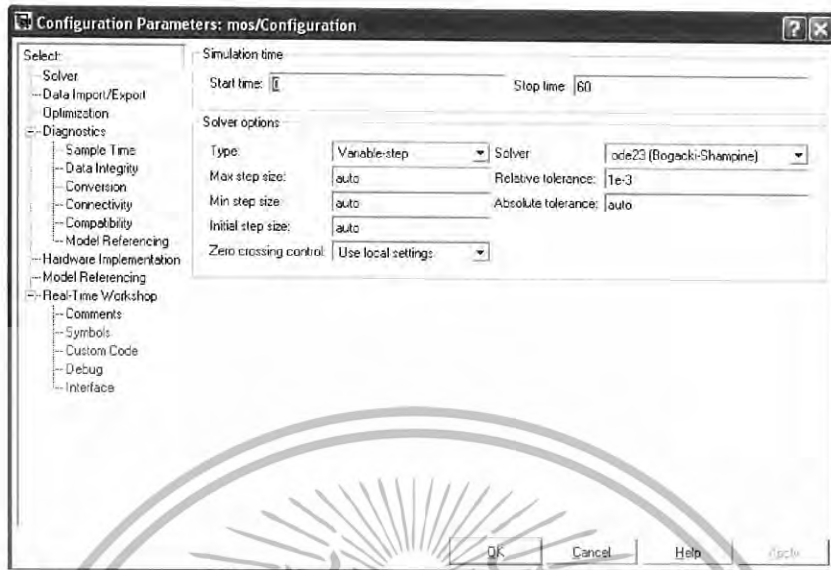 Configuration Parameters: mos/Configuration
Select:
Solver
Data Import/Export
Optimization
Diagnostics
Sample Time
Data Integrity
Conversion
Connectivity
Compatibility
Model Referencing
Hardware Implementation
Model Referencing
Real-Time Workshop
Comments
Symbols
Custom Code
Debug
Interface
Simulation time
Start time:
Stop time: 60
Solver options
Type: Variable-step Solver ode23 (Bogacki-Shampine)
Max step size: auto Relative tolerance: 1e-3
Min step size: auto Absolute tolerance: auto
Initial step size: auto
Zero crossing control: Use local settings
OK Cancel Help Apply